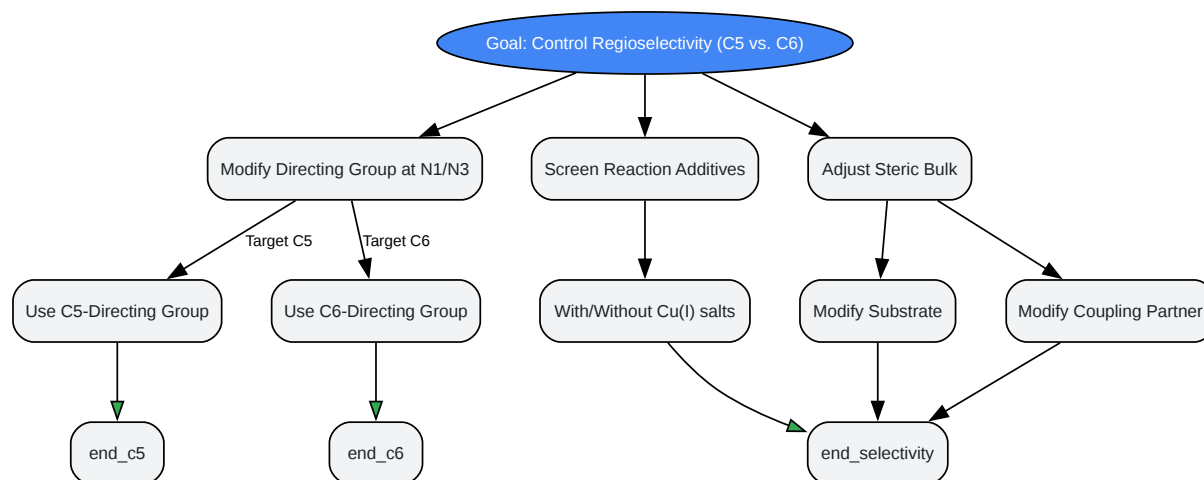 Goal: Control Regioselectivity (C5 vs. C6)
Modify Directing Group at N1/N3
Screen Reaction Additives
Adjust Steric Bulk
Target C5
Target C6
Use C5-Directing Group
Use C6-Directing Group
With/Without Cu(I) salts
Modify Substrate
Modify Coupling Partner
end_c5
end_c6
end_selectivity